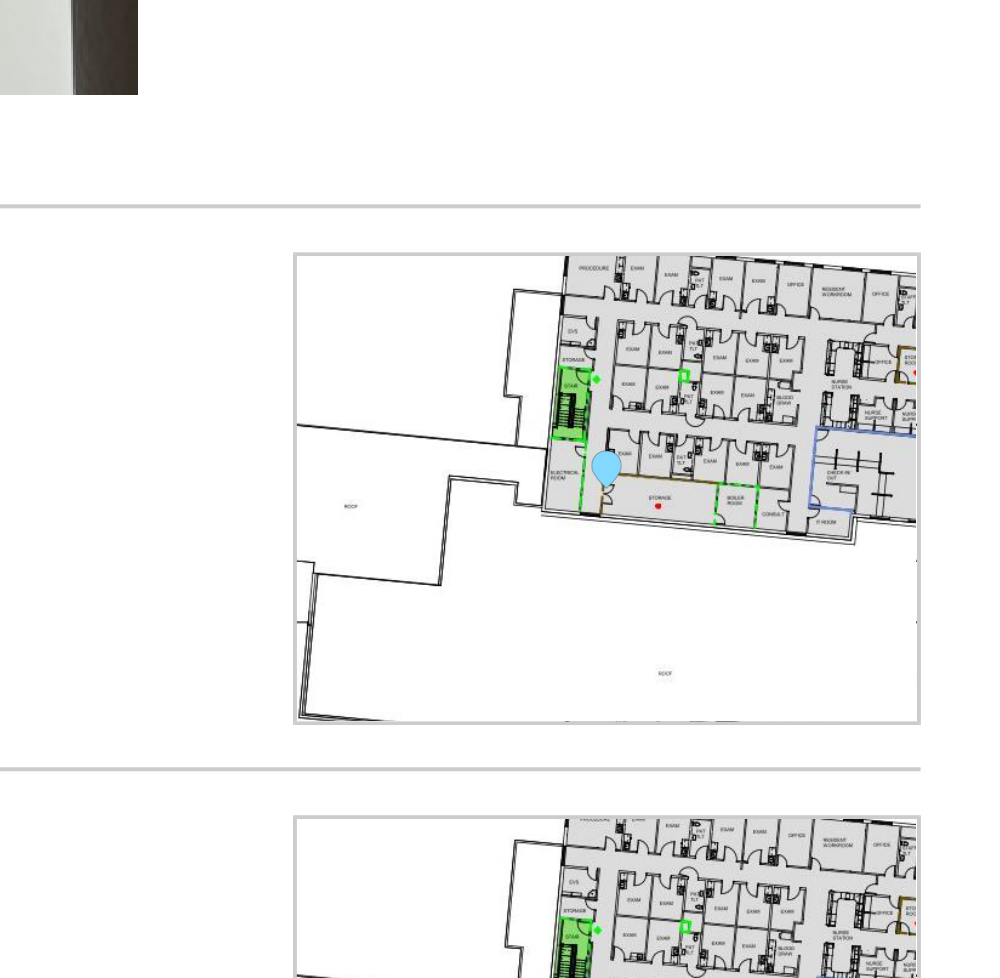 PROCEDURE
EXAM
EXAM
PAT
TLT
EXAM
EXAM
OFFICE
RESIDENT
WORKROOM
OFFICE
EVS
STORAGE
EXAM
EXAM
PAT
TLT
EXAM
EXAM
EXAM
OFFICE
STAIR
EXAM
EXAM
PAT
TLT
EXAM
EXAM
BLOOD
DRAW
NURSE
STATION
NURSE
SUPPORT
ELECTRICAL
ROOM
EXAM
EXAM
PAT
TLT
EXAM
EXAM
EXAM
CHECK-IN
OUT
ROOF
STORAGE
BOILER
ROOM
CONSULT
IT ROOM
ROOF
EXAM
PAT
TLT
EXAM
EXAM
OFFICE
RESIDENT
WORKROOM
OFFICE
EVS
STORAGE
EXAM
EXAM
EXAM
EXAM
EXAM
OFFICE
STAIR
EXAM
EXAM
PAT
TLT
EXAM
EXAM
BLOOD
DRAW
NURSE
STATION
NURSE